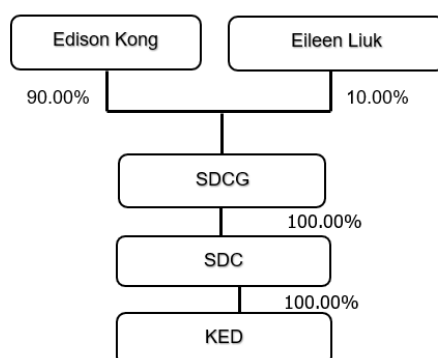 Edison Kong
Eileen Liuk
90.00%
10.00%
SDCG
100.00%
SDC
100.00%
KED